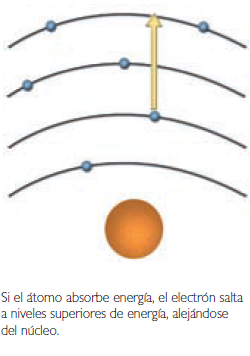 Si el átomo absorbe energía, el electrón salta
a niveles superiores de energía, alejándose
del núcleo.